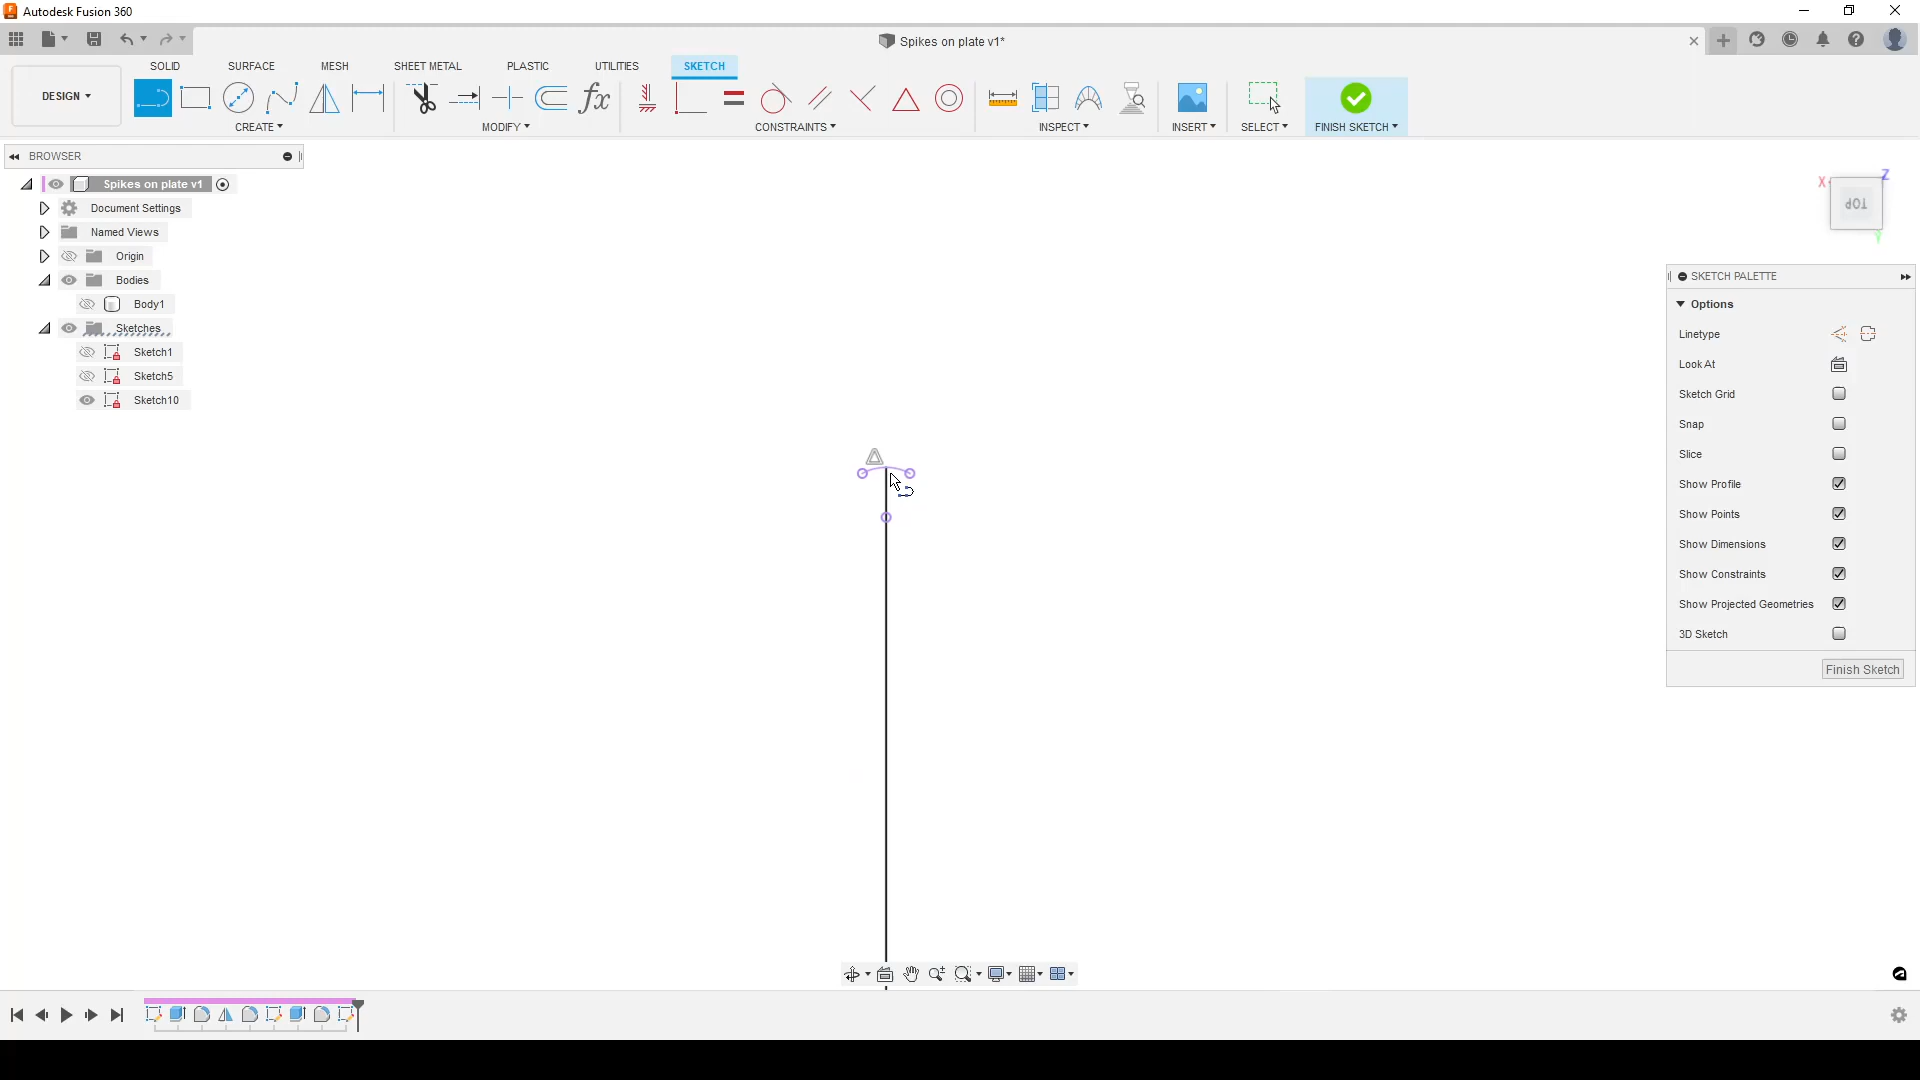 Autodesk Fusion 360
Spikes on plate v1*
DESIGN
SOLID
SURFACE
MESH
SHEET METAL
PLASTIC
UTILITIES
SKETCH
CREATE
MODIFY
CONSTRAINTS
INSPECT
INSERT
SELECT
FINISH SKETCH
BROWSER
Spikes on plate v1
Document Settings
Named Views
Origin
Bodies
Body1
Sketches
Sketch1
Sketch5
Sketch10
X
Z
TOP
Y
SKETCH PALETTE
Options
Linetype
Look At
Sketch Grid
Snap
Slice
Show Profile
Show Points
Show Dimensions
Show Constraints
Show Projected Geometries
3D Sketch
Finish Sketch